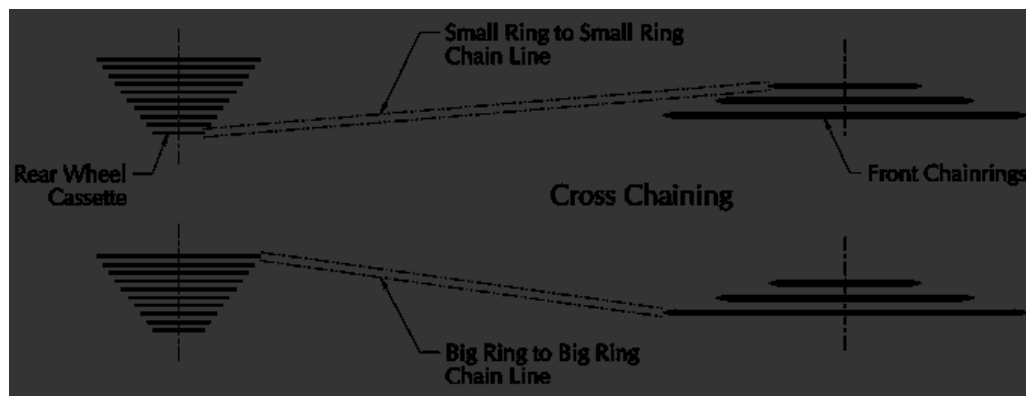 Small Ring to Small Ring
Chain Line
Rear Wheel
Cassette
Front Chainrings
Cross Chaining
Big Ring to Big Ring
Chain Line